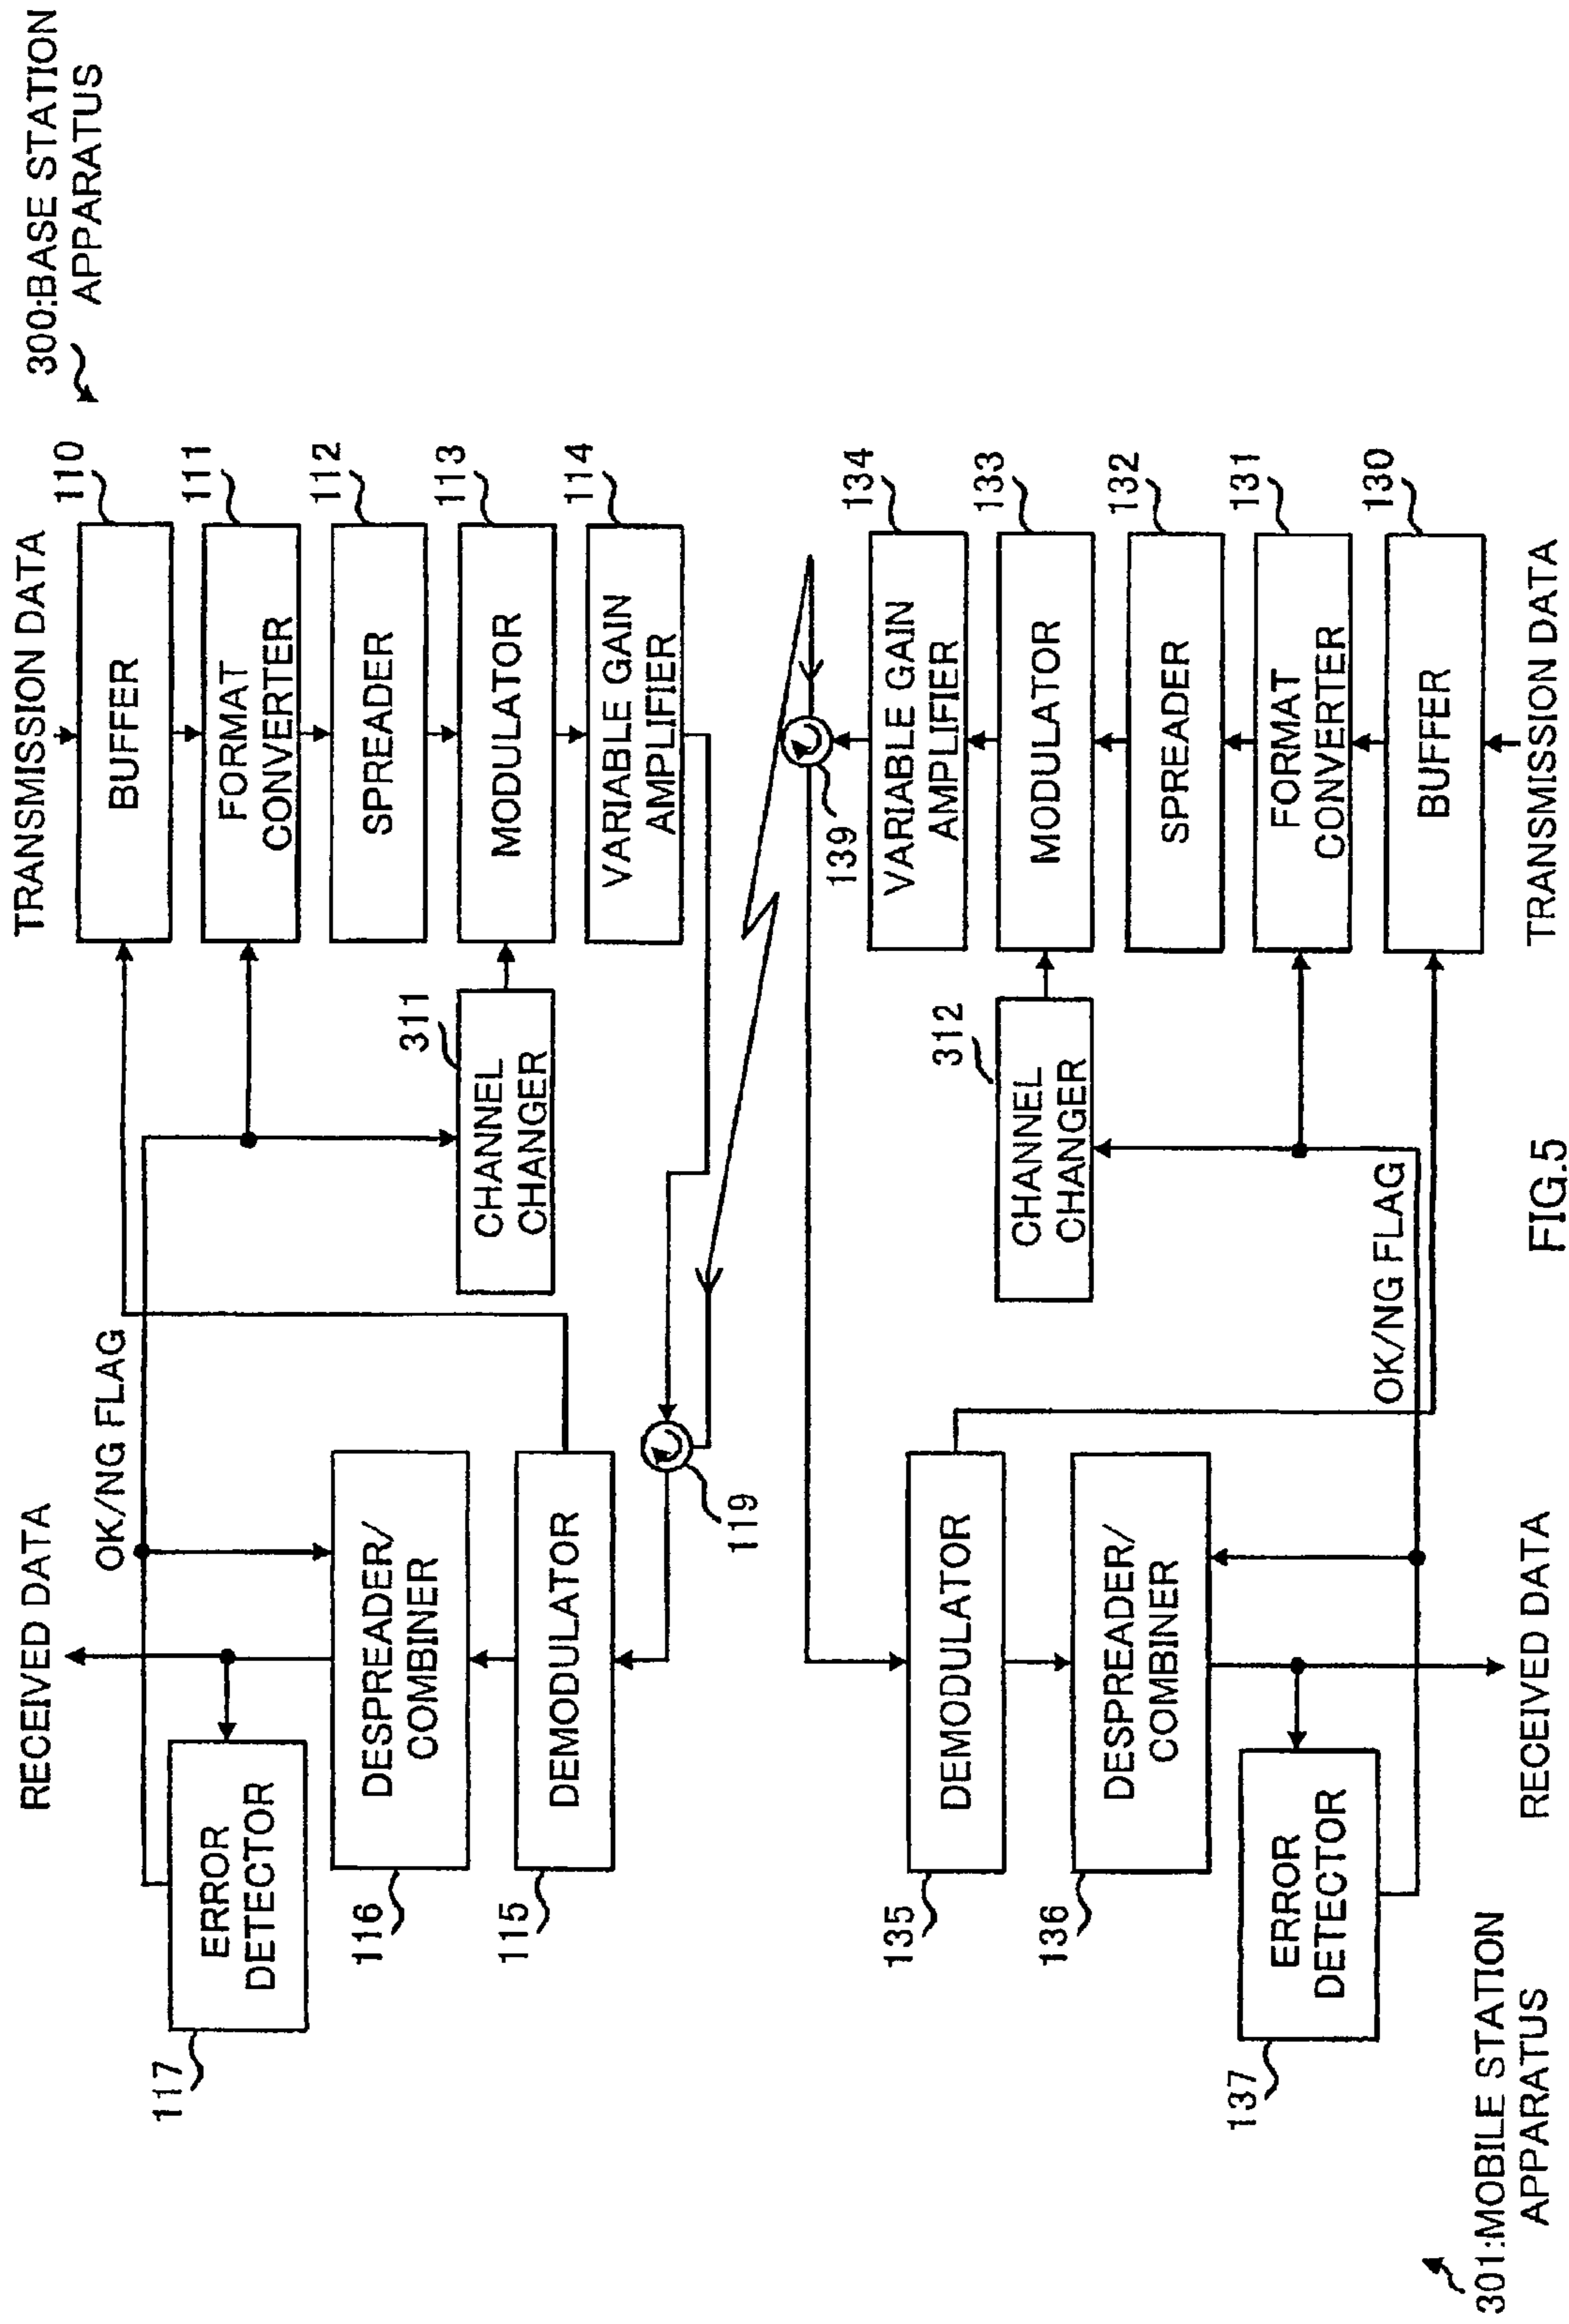 300:BASE STATION
APPARATUS
RECEIVED DATA
OK/NG FLAG
TRANSMISSION DATA
117
ERROR
DETECTOR
BUFFER
110
FORMAT
CONVERTER
111
116
DESPREADER/
COMBINER
SPREADER
112
311
CHANNEL
CHANGER
MODULATOR
113
115
DEMODULATOR
VARIABLE GAIN
AMPLIFIER
114
119
139
135
DEMODULATOR
VARIABLE GAIN
AMPLIFIER
134
312
CHANNEL
CHANGER
MODULATOR
133
136
DESPREADER/
COMBINER
SPREADER
132
137
ERROR
DETECTOR
FORMAT
CONVERTER
131
OK/NG FLAG
BUFFER
130
301:MOBILE STATION
APPARATUS
RECEIVED DATA
TRANSMISSION DATA
FIG.5